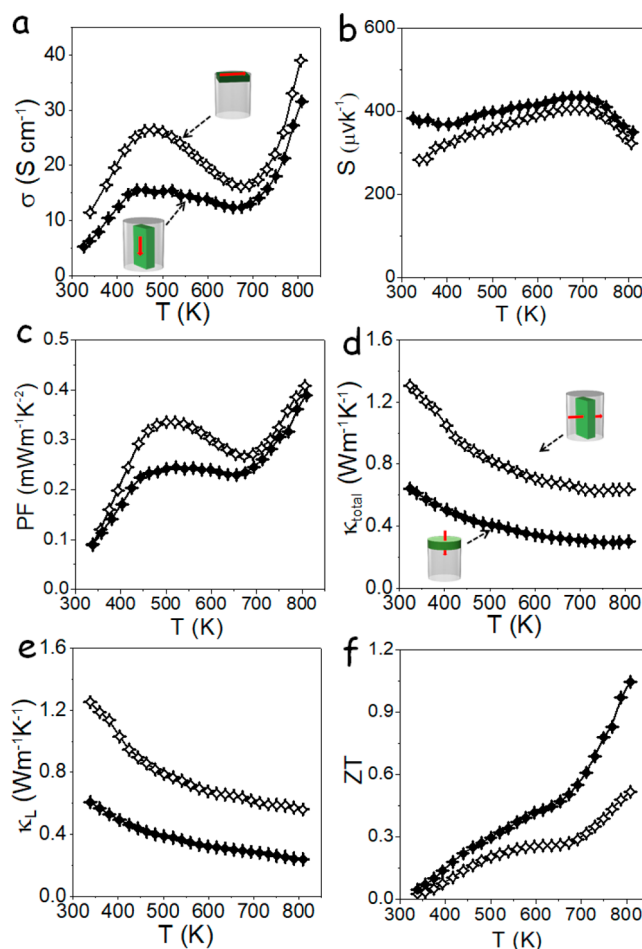 a
σ (S cm⁻¹)
40
30
20
10
0
300 400 500 600 700 800
T (K)
b
S (μvk⁻¹)
600
400
200
0
300 400 500 600 700 800
T (K)
c
PF (mWm⁻¹K⁻²)
0.5
0.4
0.3
0.2
0.1
0.0
300 400 500 600 700 800
T (K)
d
κtotal (Wm⁻¹K⁻¹)
1.6
1.2
0.8
0.4
0.0
300 400 500 600 700 800
T (K)
e
κL (Wm⁻¹K⁻¹)
1.6
1.2
0.8
0.4
0.0
300 400 500 600 700 800
T (K)
f
ZT
1.2
0.9
0.6
0.3
0.0
300 400 500 600 700 800
T (K)